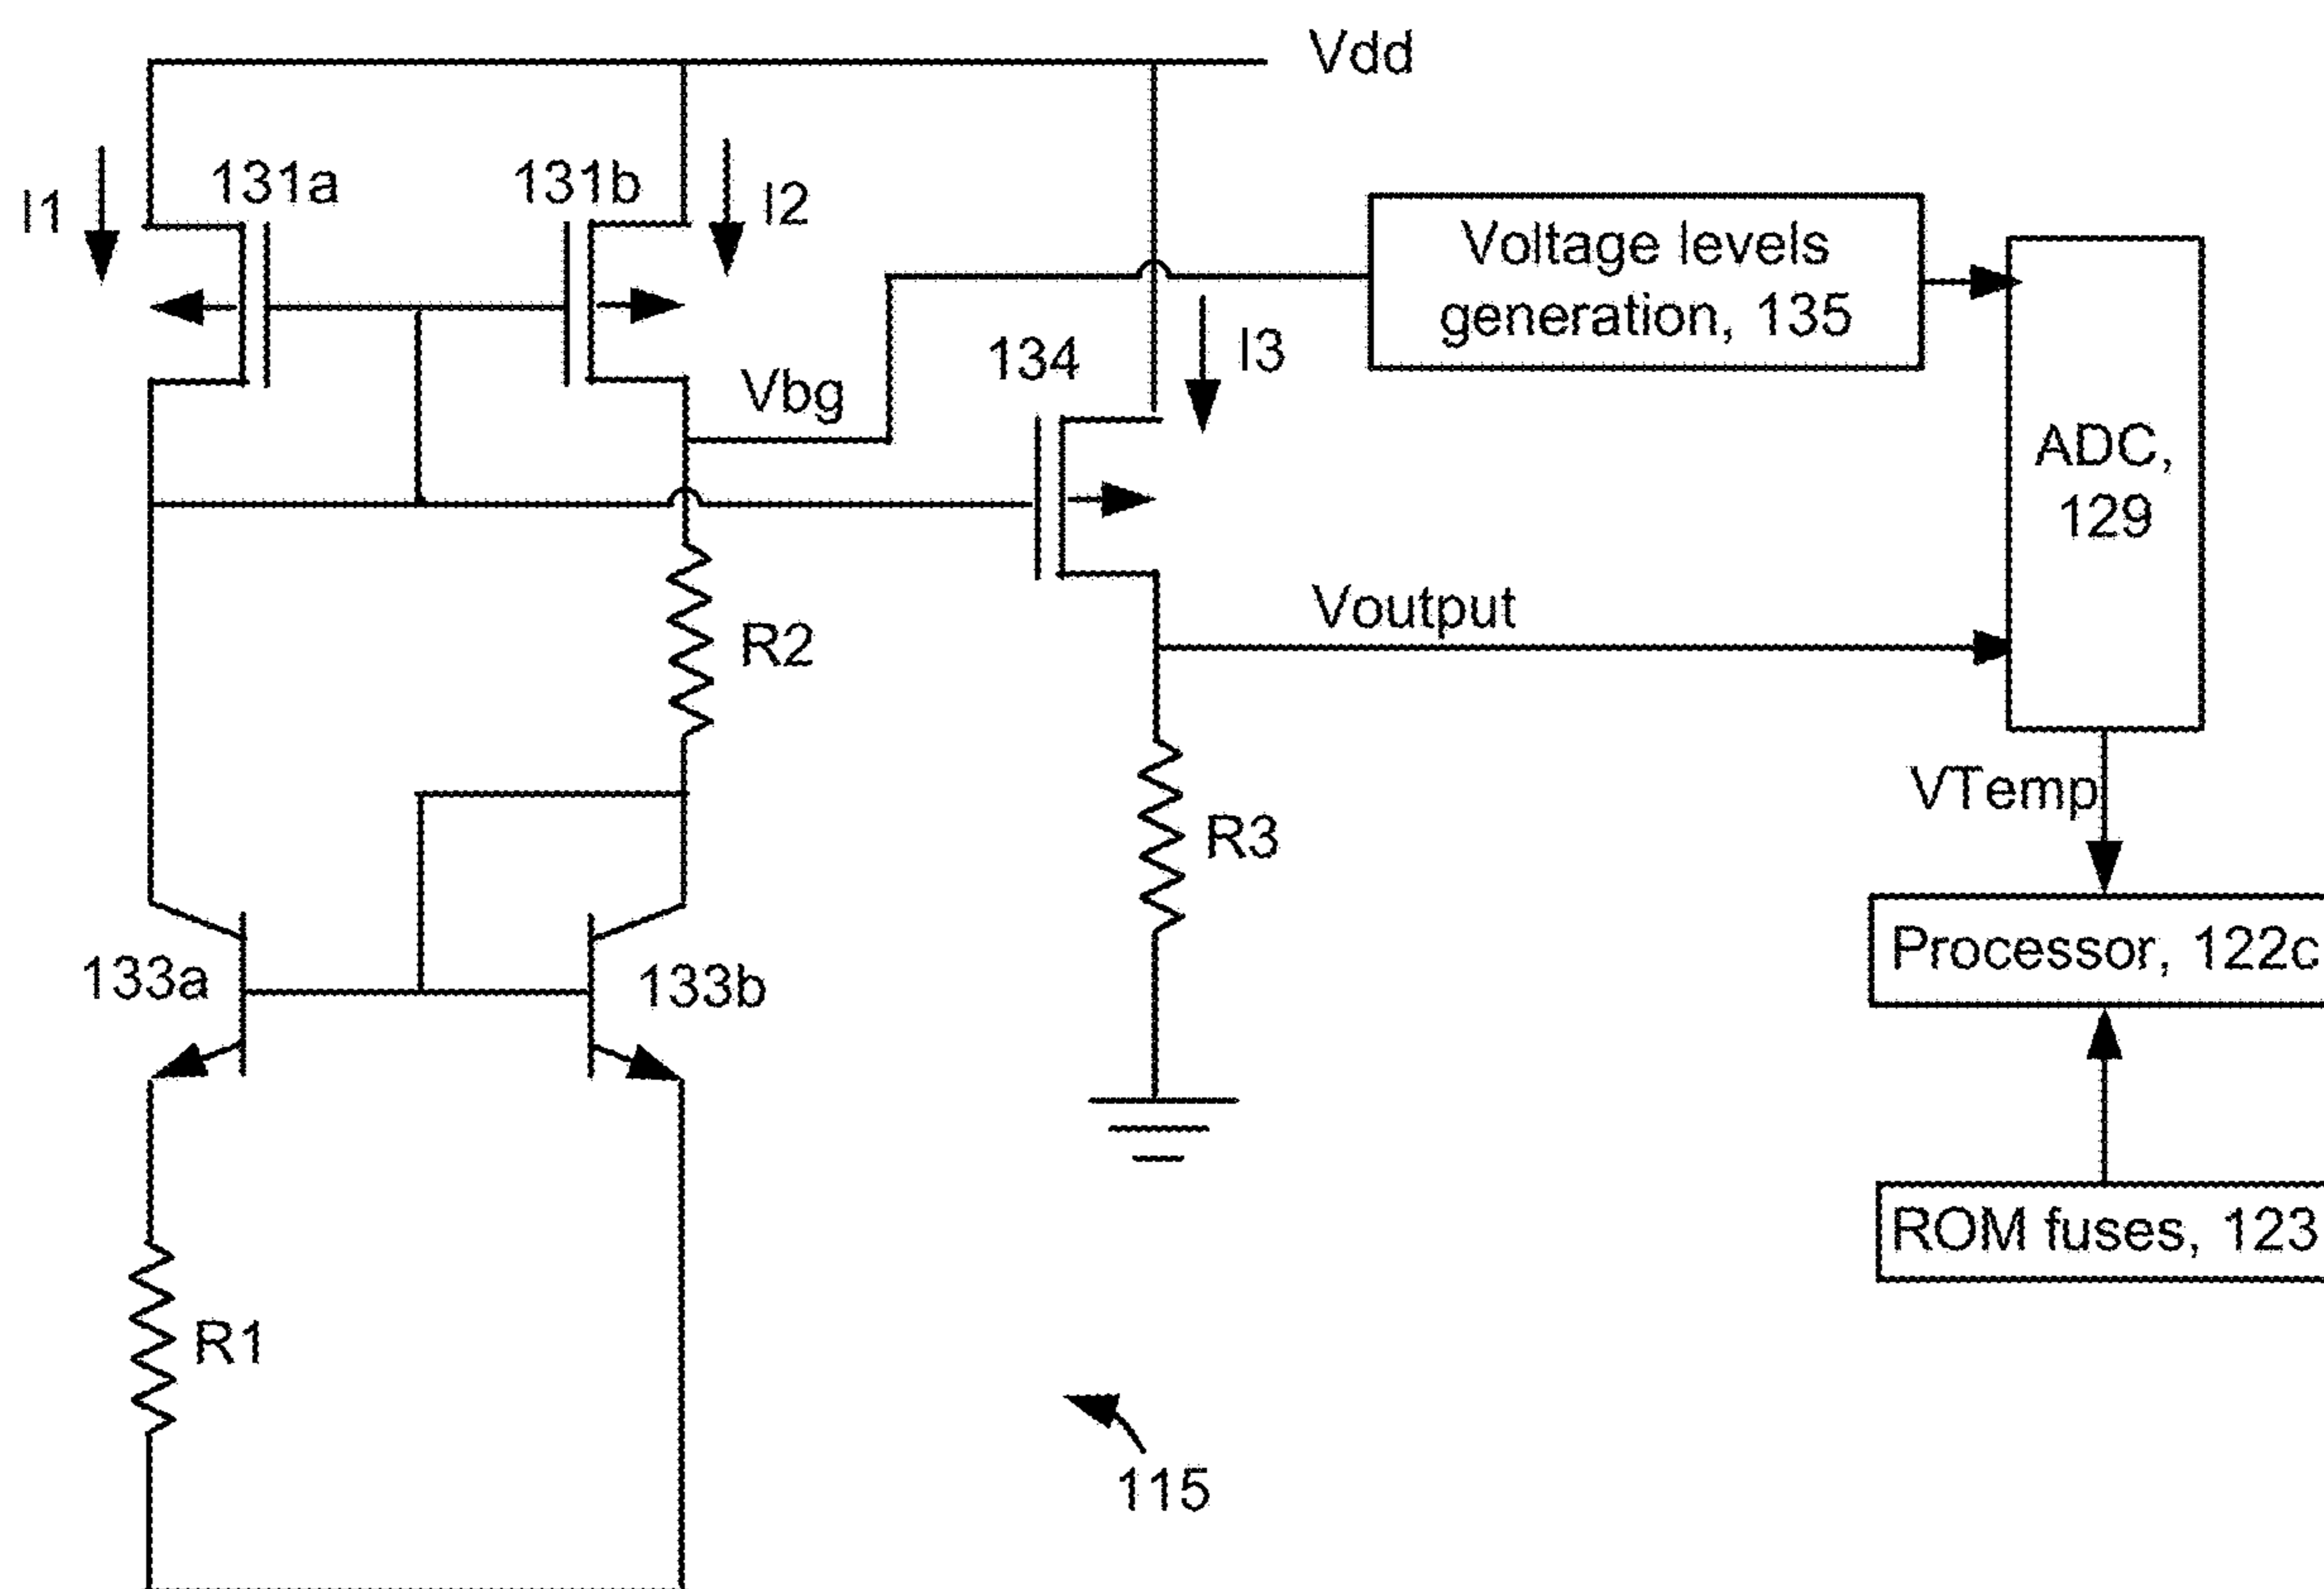 Vdd
I1
131a
131b
I2
Voltage levels
generation, 135
134
I3
Vbg
ADC,
129
Voutput
R2
VTemp
R3
Processor, 122c
133a
133b
ROM fuses, 123
R1
115